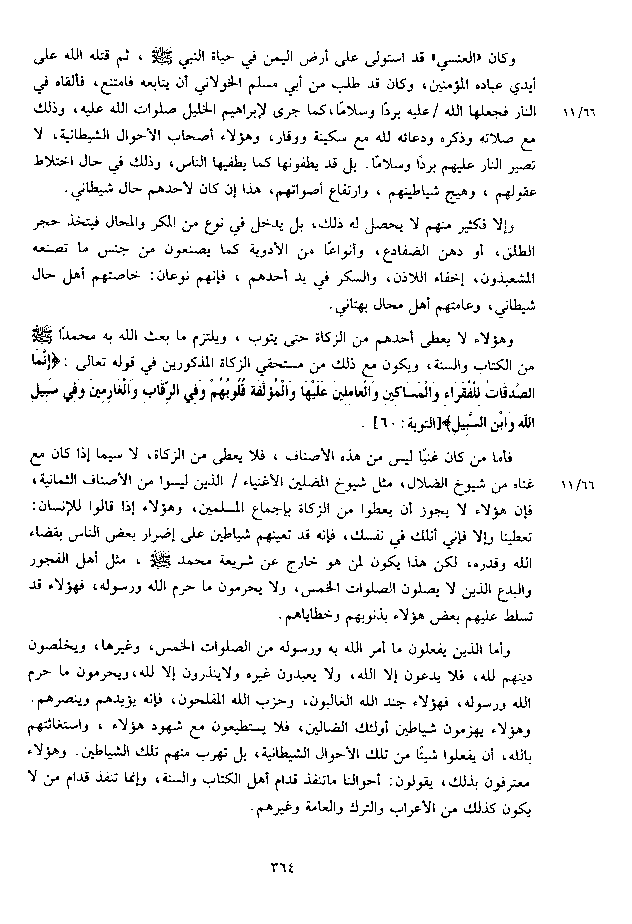 وكان «العنسي» قد استولى على أرض اليمن في حياة النبي ﷺ ، ثم قتله الله على
أيدي عباده المؤمنين، وكان قد طلب من أبي مسلم الخولاني أن يتابعه فامتنع، فألقاه في
١١/٦٦ النار فجعلها الله / عليه بردًا وسلامًا، كما جرى لإبراهيم الخليل صلوات الله عليه، وذلك
مع صلاته وذكره ودعائه لله مع سكينة ووقار، وهؤلاء أصحاب الأحوال الشيطانية، لا
تصير النار عليهم بردًا وسلامًا. بل قد يطفونها كما يطفيها الناس، وذلك في حال اختلاط
عقولهم ، وهيج شياطينهم ، وارتفاع أصواتهم، هذا إن كان لأحدهم حال شيطاني.
وإلا فكثير منهم لا يحصل له ذلك، بل يدخل في نوع من المكر والمحال فيتخذ حجر
الطلق، أو دهن الضفادع، وأنواعًا من الأدوية كما يصنعون من جنس ما تصنعه
المشعبذون، إخفاء اللاذن، والسكر في يد أحدهم ، فإنهم نوعان: خاصتهم أهل حال
شيطاني، وعامتهم أهل محال بهتاني.
وهؤلاء لا يعطى أحدهم من الزكاة حتى يتوب ، ويلتزم ما بعث الله به محمدًا ﷺ
من الكتاب والسنة، ويكون مع ذلك من مستحقي الزكاة المذكورين في قوله تعالى : ﴿إِنَّمَا
الصَّدَقَاتُ لِلْفُقَرَاءِ وَالْمَسَاكِينِ وَالْعَامِلِينَ عَلَيْهَا وَالْمُؤَلَّفَةِ قُلُوبُهُمْ وَفِي الرِّقَابِ وَالْغَارِمِينَ وَفِي سَبِيلِ
اللَّهِ وَابْنِ السَّبِيلِ﴾[التوبة: ٦٠] .
فأما من كان غنيًا ليس من هذه الأصناف ، فلا يعطى من الزكاة، لا سيما إذا كان مع
١١/٦٦ غناه من شيوخ الضلال، مثل شيوخ المضلين الأغنياء / الذين ليسوا من الأصناف الثمانية،
فإن هؤلاء لا يجوز أن يعطوا من الزكاة بإجماع المسلمين، وهؤلاء إذا قالوا للإنسان:
تعطينا وإلا فإني أنلك في نفسك، فإنه قد تعينهم شياطين على إضرار بعض الناس بقضاء
الله وقدره، لكن هذا يكون لمن هو خارج عن شريعة محمد ﷺ ، مثل أهل الفجور
والبدع الذين لا يصلون الصلوات الخمس، ولا يحرمون ما حرم الله ورسوله، فهؤلاء قد
تسلط عليهم بعض هؤلاء بذنوبهم وخطاياهم.
وأما الذين يفعلون ما أمر الله به ورسوله من الصلوات الخمس، وغيرها، ويخلصون
دينهم لله، فلا يدعون إلا الله، ولا يعبدون غيره ولاينذرون إلا لله،ويحرمون ما حرم
الله ورسوله، فهؤلاء جند الله الغالبون، وحزب الله المفلحون، فإنه يؤيدهم وينصرهم.
وهؤلاء يهزمون شياطين أولئك الضالين، فلا يستطيعون مع شهود هؤلاء ، واستغاثتهم
بالله، أن يفعلوا شيئًا من تلك الأحوال الشيطانية، بل تهرب منهم تلك الشياطين. وهؤلاء
معترفون بذلك، يقولون: أحوالنا ماتنفذ قدام أهل الكتاب والسنة، وإنما تنفذ قدام من لا
يكون كذلك من الأعراب والترك والعامة وغيرهم.
٣٦٤